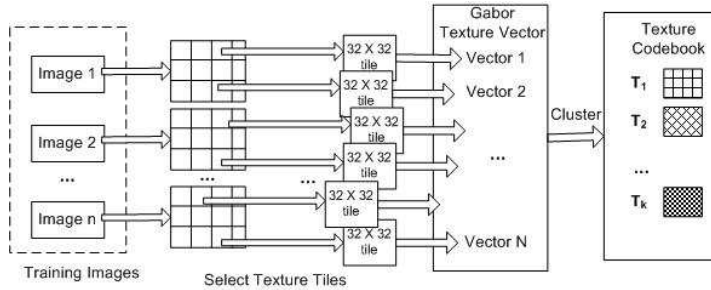 Image 1
Image 2
...
Image n
Training Images
...
Select Texture Tiles
32 X 32
tile
32 X 32
tile
32 X 32
tile
32 X 32
tile
...
32 X 32
tile
32 X 32
tile
Gabor
Texture Vector
Vector 1
Vector 2
...
Vector N
Cluster
Texture
Codebook
T1
T2
...
Tk